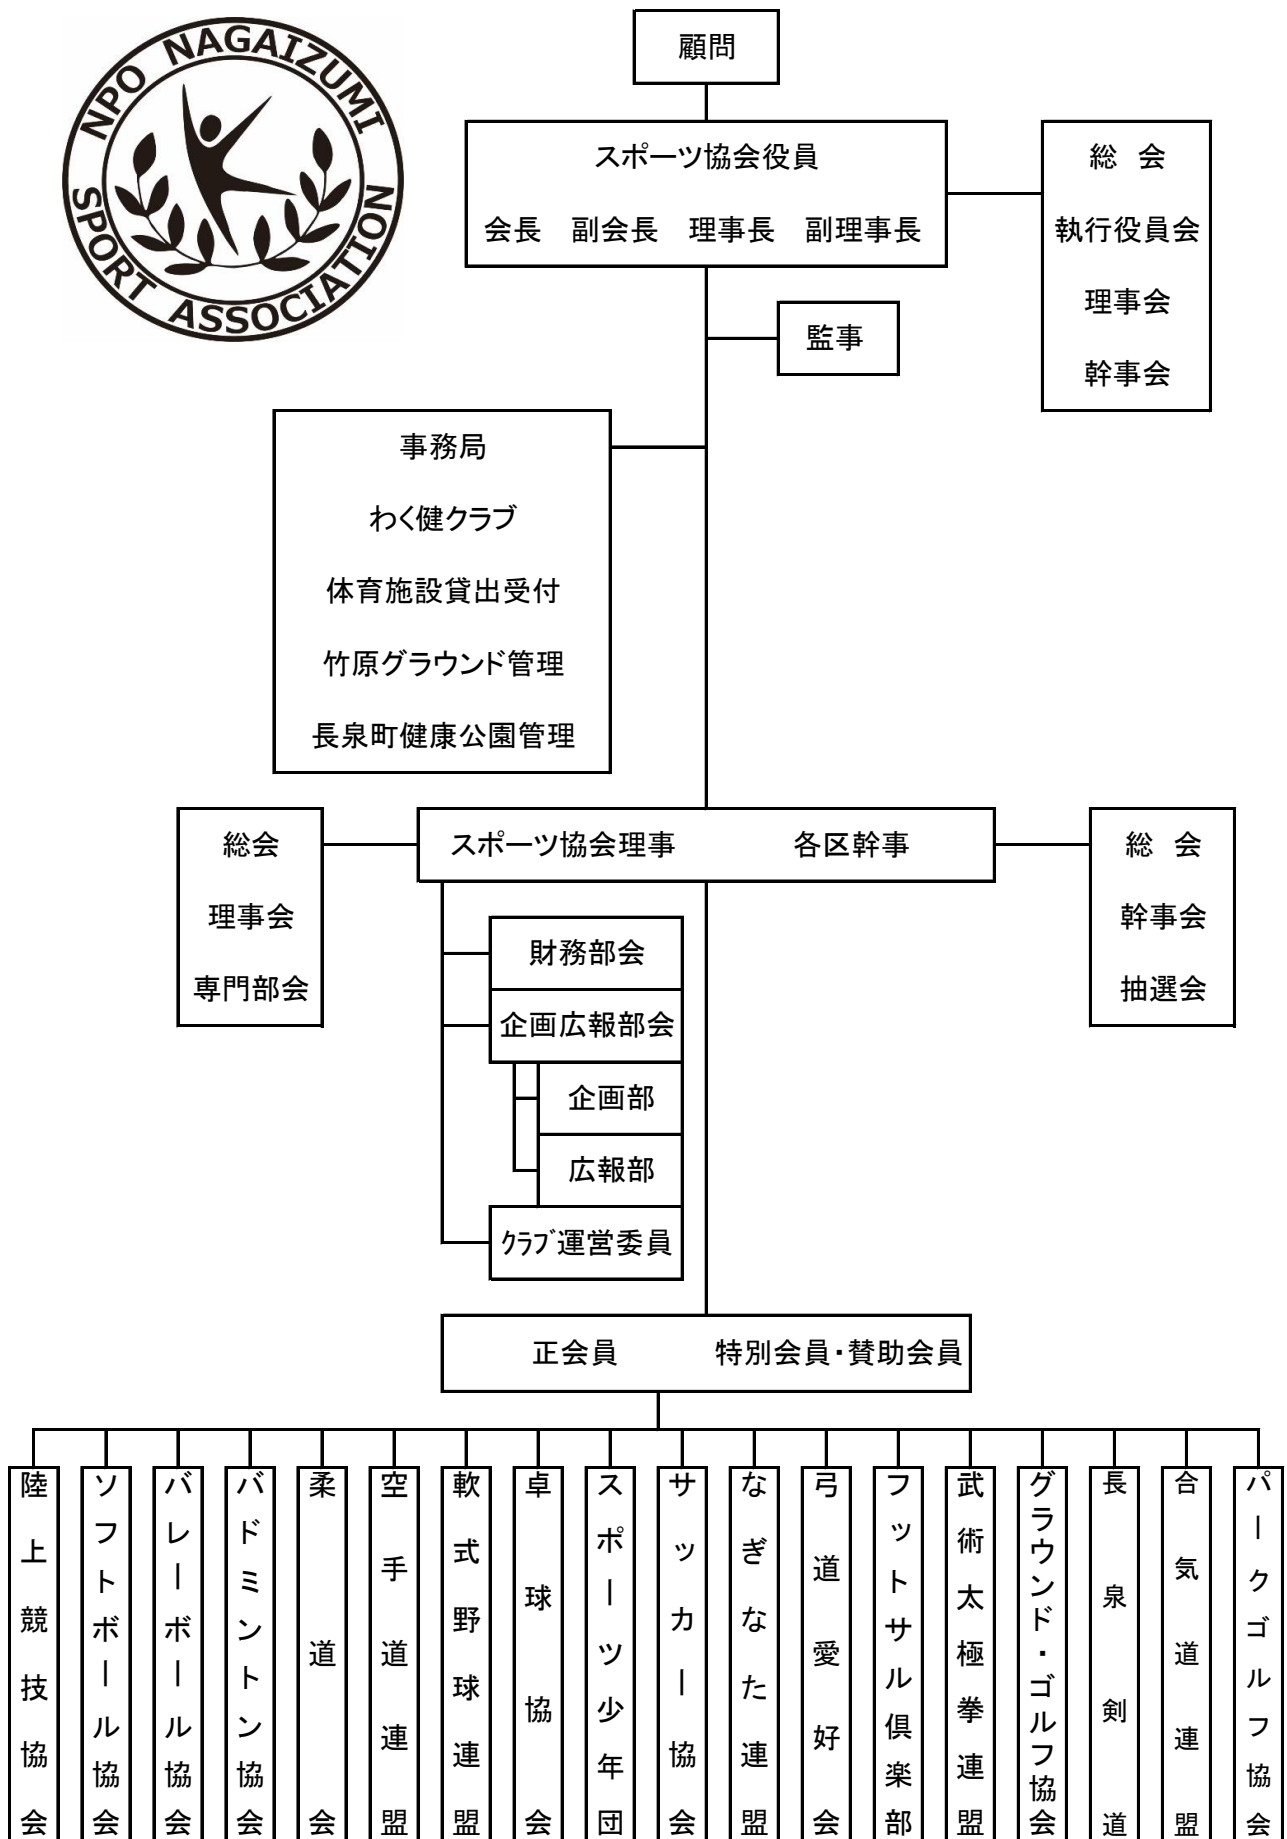 NPO NAGAIZUMI
SPORT ASSOCIATION
顧問
スポーツ協会役員
会長 副会長 理事長 副理事長
総 会
執行役員会
理事会
幹事会
監事
事務局
わく健クラブ
体育施設貸出受付
竹原グラウンド管理
長泉町健康公園管理
総会
理事会
専門部会
スポーツ協会理事 各区幹事
総 会
幹事会
抽選会
財務部会
企画広報部会
企画部
広報部
ｸﾗﾌﾞ運営委員
正会員 特別会員・賛助会員
陸上競技協会
ソフトボール協会
バレーボール協会
バドミントン協会
柔道会
空手道連盟
軟式野球連盟
卓球協会
スポーツ少年団
サッカー協会
なぎなた連盟
弓道愛好会
フットサル倶楽部
武術太極拳連盟
グラウンド・ゴルフ協会
長泉剣道
合気道連盟
パークゴルフ協会